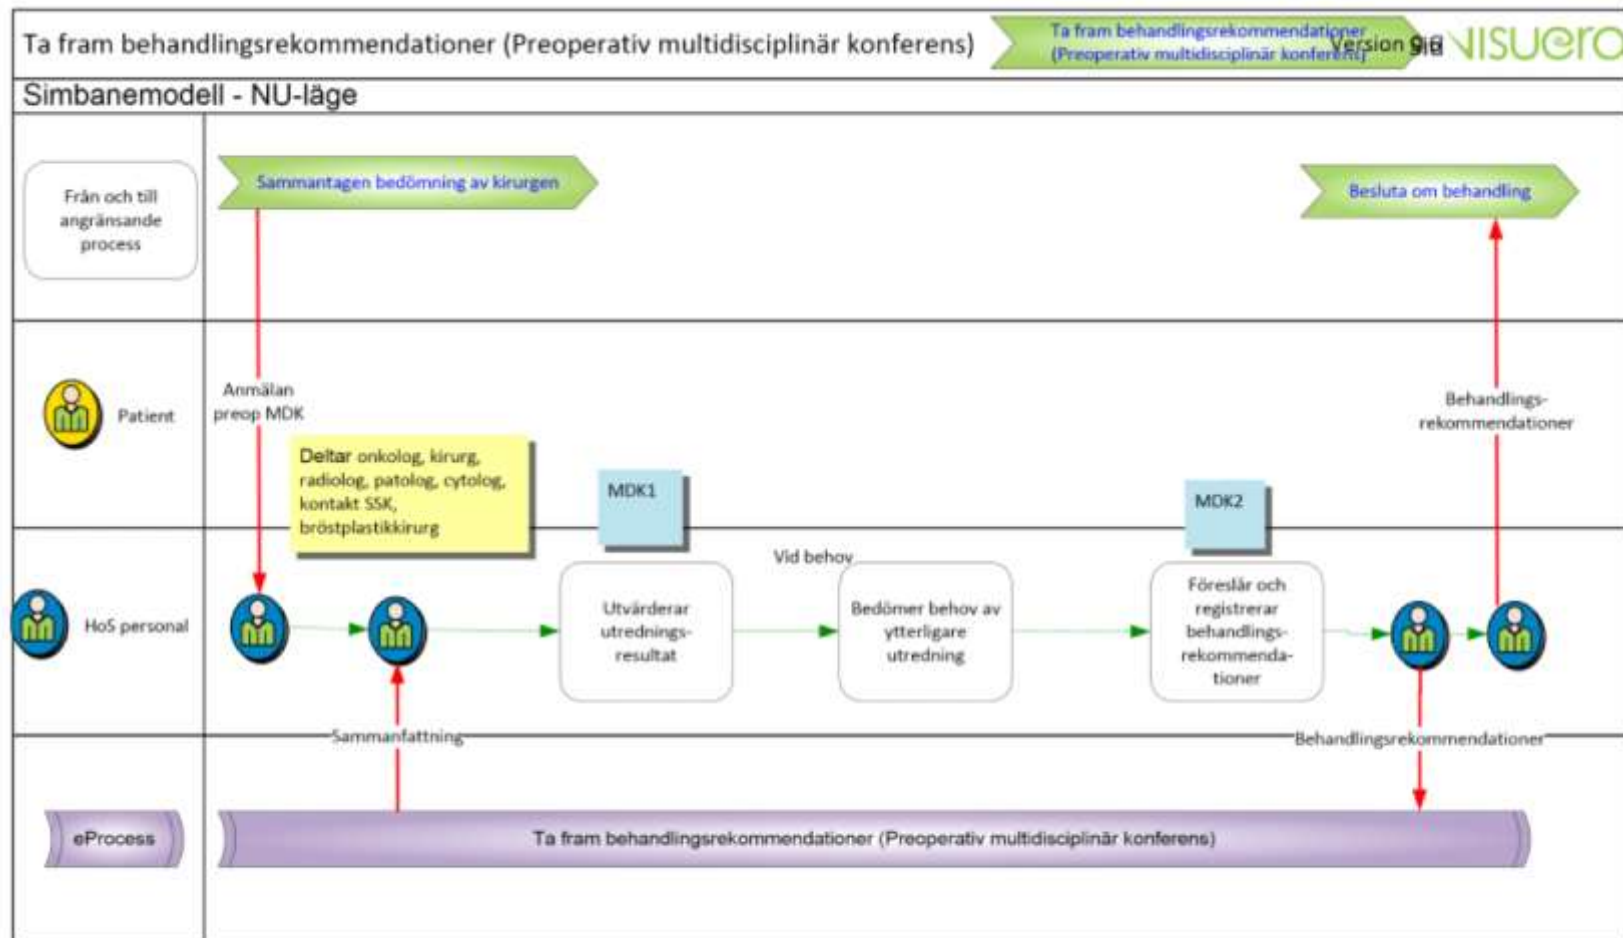 Ta fram behandlingsrekommendationer (Preoperativ multidisciplinär konferens)
Ta fram behandlingsrekommendationer
(Preoperativ multidisciplinär konferens)
Version
visuera
Simbanemodell - NU-läge
Från och till
angränsande
process
Sammantagen bedömning av kirurgen
Besluta om behandling
Patient
Anmälan
preop MDK
Behandlings-
rekommendationer
Deltar onkolog, kirurg,
radiolog, patolog, cytolog,
kontakt SSK,
bröstplastikkirurg
MDK1
MDK2
Vid behov
HoS personal
Utvärderar
utrednings-
resultat
Bedömer behov av
ytterligare
utredning
Föreslår och
registrerar
behandlings-
rekommenda-
tioner
Sammanfattning
Behandlingsrekommendationer
eProcess
Ta fram behandlingsrekommendationer (Preoperativ multidisciplinär konferens)